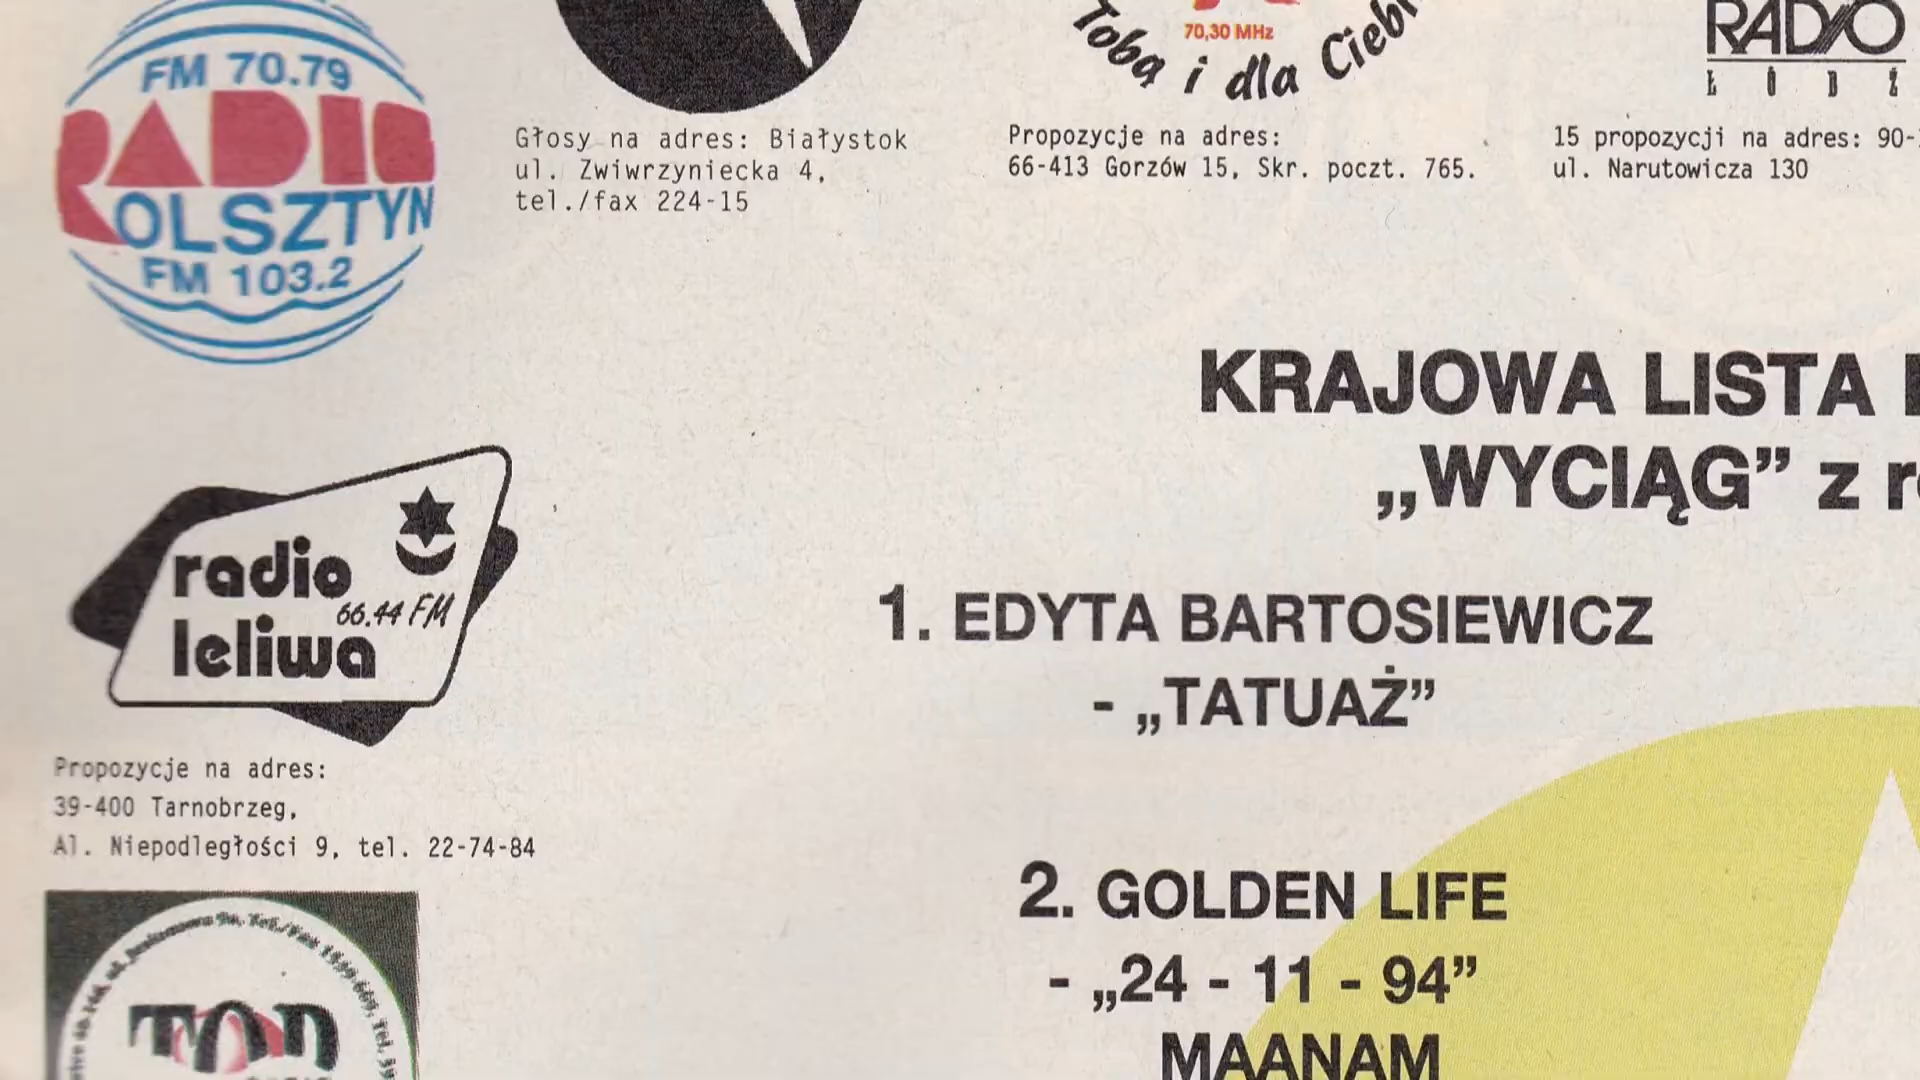 FM 70.79
RADIO
OLSZTYN
FM 103.2
Głosy na adres: Białystok
ul. Zwiwrzyniecka 4,
tel./fax 224-15
70,30 MHz
Tobą i dla
Propozycje na adres:
66-413 Gorzów 15, Skr. poczt. 765.
RADIO
ŁÓDŹ
15 propozycji na adres: 90-
ul. Narutowicza 130
KRAJOWA LISTA
„WYCIĄG” z
radio
66.44 FM
leliwa
Propozycje na adres:
39-400 Tarnobrzeg,
Al. Niepodległości 9, tel. 22-74-84
1. EDYTA BARTOSIEWICZ
- „TATUAŻ”
2. GOLDEN LIFE
- „24 - 11 - 94”
MAANAM